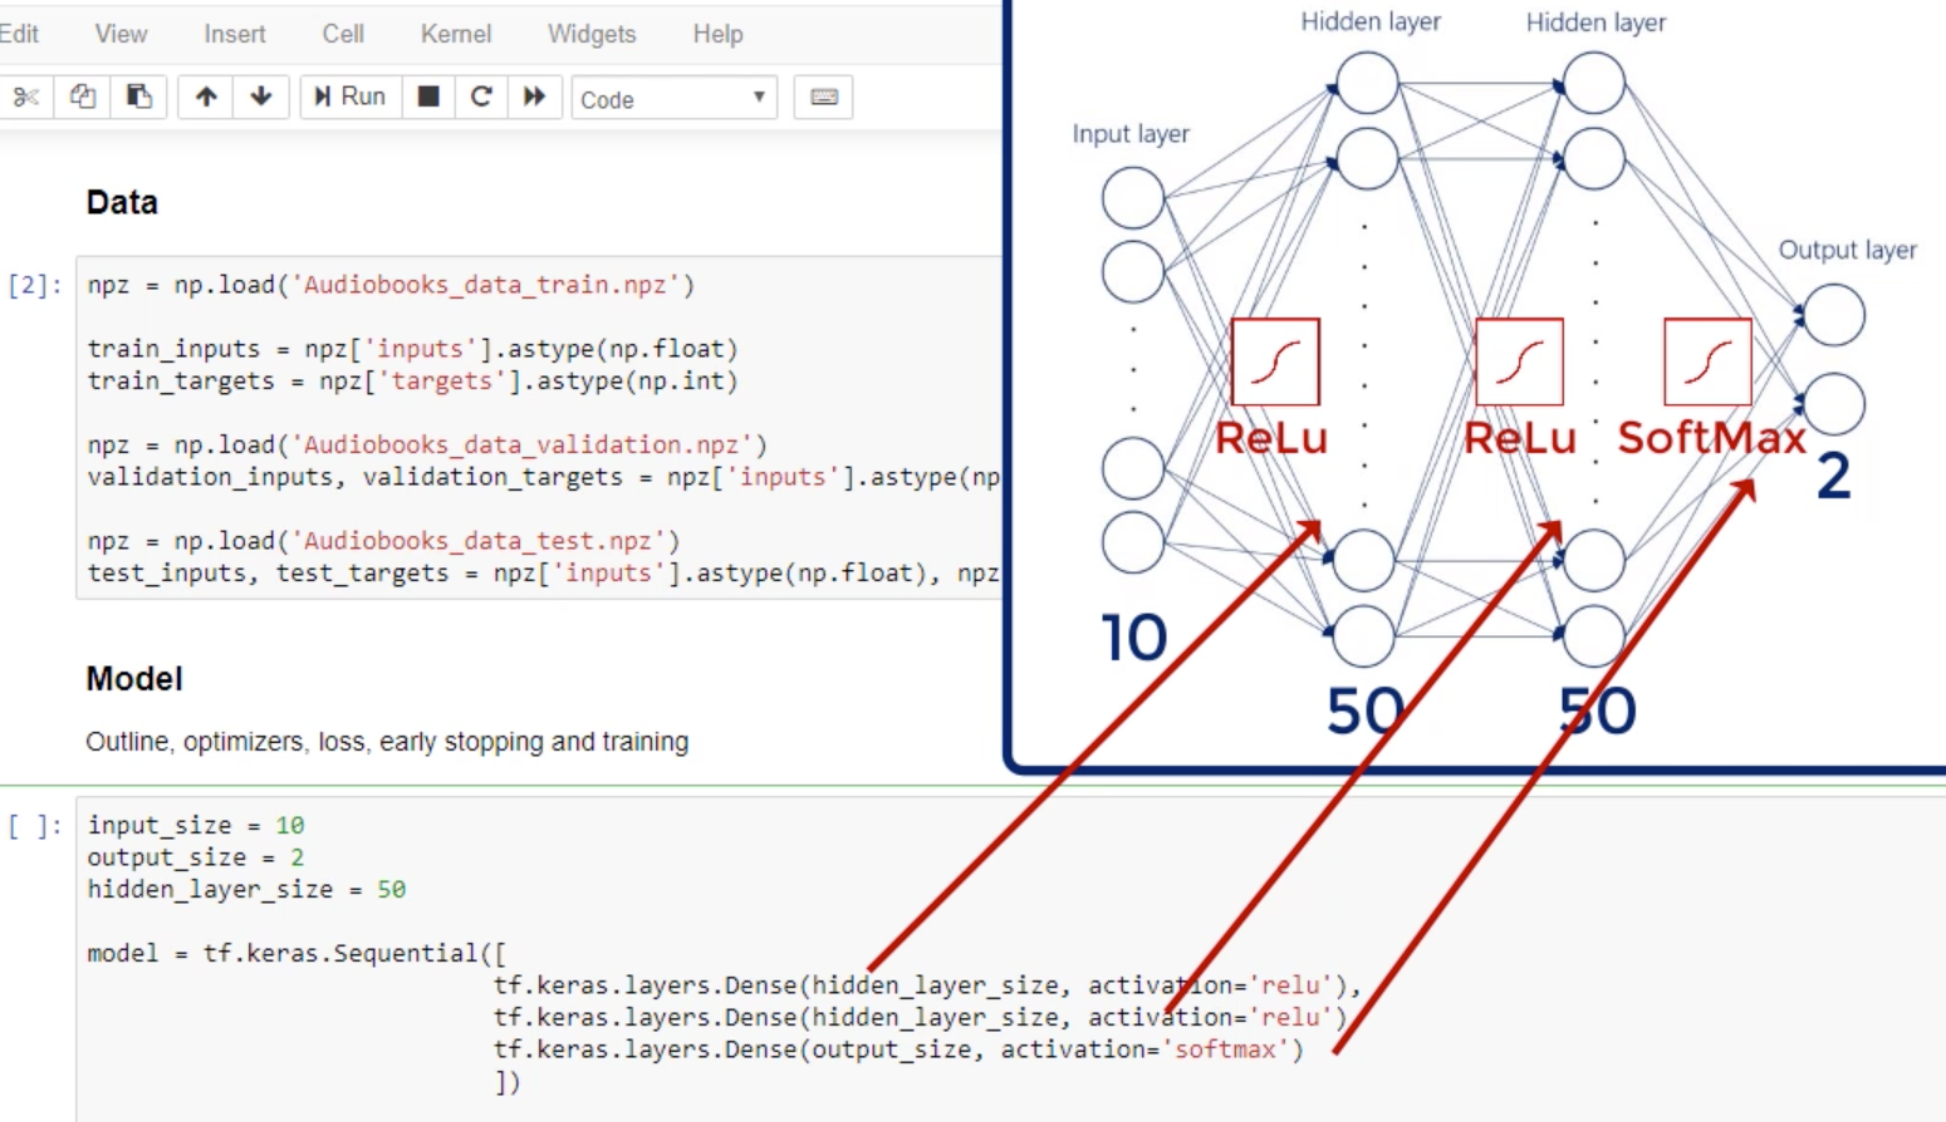 Edit View Insert Cell Kernel Widgets Help
Run Code
Data
[2]: npz = np.load('Audiobooks_data_train.npz')
train_inputs = npz['inputs'].astype(np.float)
train_targets = npz['targets'].astype(np.int)
npz = np.load('Audiobooks_data_validation.npz')
validation_inputs, validation_targets = npz['inputs'].astype(np
npz = np.load('Audiobooks_data_test.npz')
test_inputs, test_targets = npz['inputs'].astype(np.float), npz
Hidden layer Hidden layer
Input layer
Output layer
ReLu ReLu SoftMax
2
10
50 50
Model
Outline, optimizers, loss, early stopping and training
[ ]: input_size = 10
output_size = 2
hidden_layer_size = 50
model = tf.keras.Sequential([
tf.keras.layers.Dense(hidden_layer_size, activation='relu'),
tf.keras.layers.Dense(hidden_layer_size, activation='relu')
tf.keras.layers.Dense(output_size, activation='softmax')
])